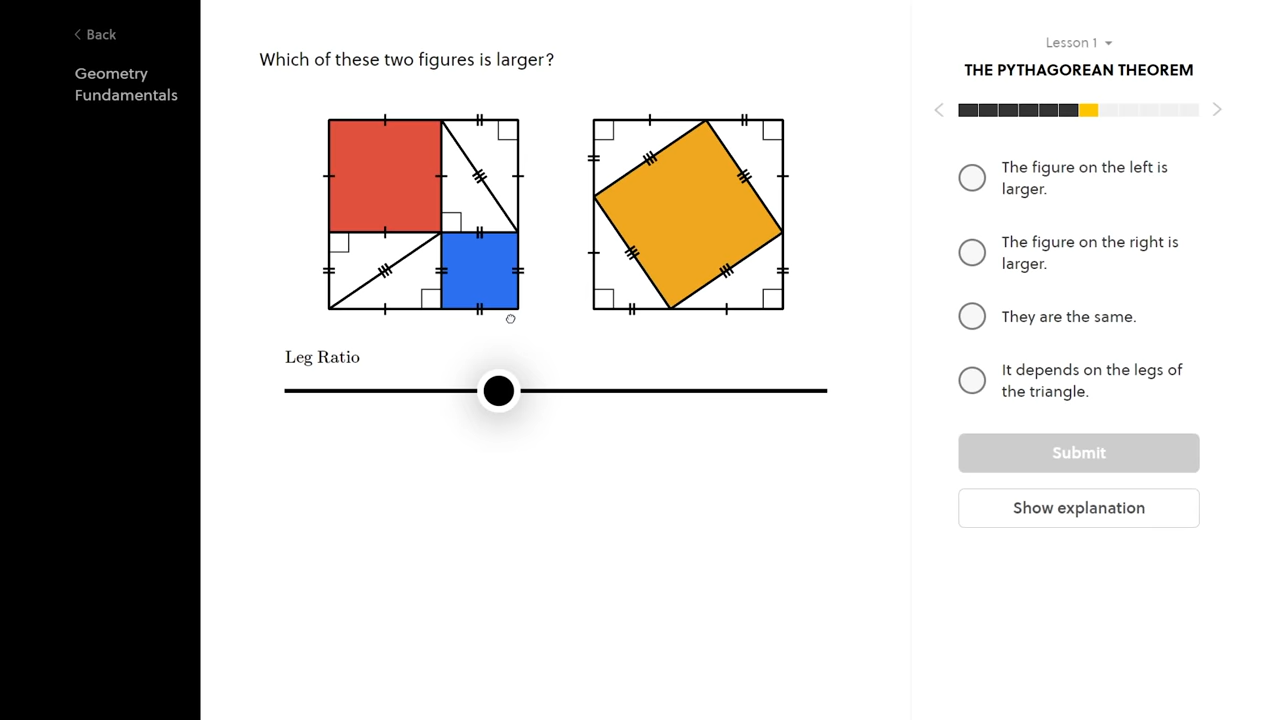 Back
Geometry
Fundamentals
Which of these two figures is larger?
Leg Ratio
Lesson 1
THE PYTHAGOREAN THEOREM
The figure on the left is
larger.
The figure on the right is
larger.
They are the same.
It depends on the legs of
the triangle.
Submit
Show explanation